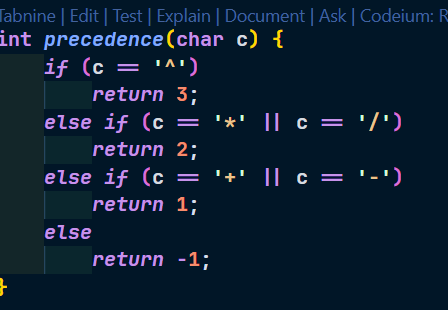 Tabnine | Edit | Test | Explain | Document | Ask | Codeium: R
int precedence(char c) {
    if (c == '^')
        return 3;
    else if (c == '*' || c == '/')
        return 2;
    else if (c == '+' || c == '-')
        return 1;
    else
        return -1;
}